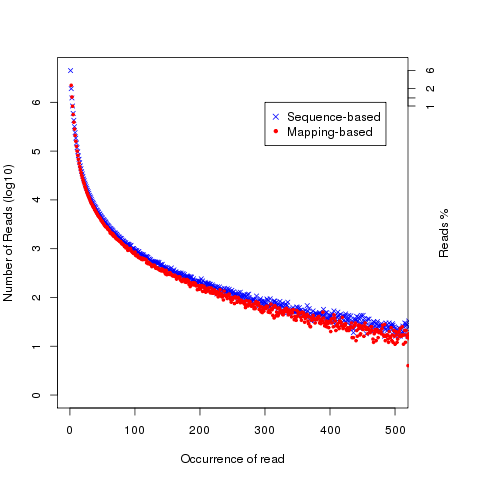 6
5
4
3
2
1
0
Number of Reads (log10)
6
2
1
Reads %
Sequence-based
Mapping-based
0 100 200 300 400 500
Occurrence of read